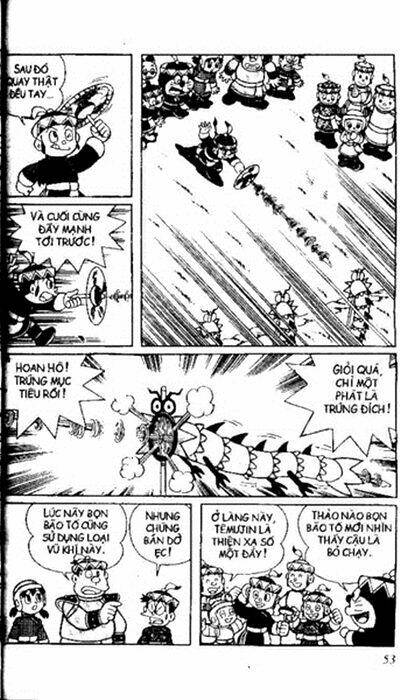 SAU ĐÓ
QUAY THẬT
ĐỀU TAY...
VÀ CUỐI CÙNG
ĐẨY MẠNH
TỚI TRƯỚC!
HOAN HÔ!
TRÚNG MỤC
TIÊU RỒI!
GIỎI QUÁ,
CHỈ MỘT
PHÁT LÀ
TRÚNG ĐÍCH!
LÚC NÃY BỌN
BÃO TỐ CŨNG
SỬ DỤNG LOẠI
VŨ KHÍ NÀY.
NHƯNG
CHÚNG
BẮN DỞ
ẸC!
Ở LÀNG NÀY,
TÊMUTIN LÀ
THIỆN XẠ SỐ
MỘT ĐẤY!
THẢO NÀO BỌN
BÃO TỐ MỚI NHÌN
THẤY CẬU LÀ
BỎ CHẠY.
53